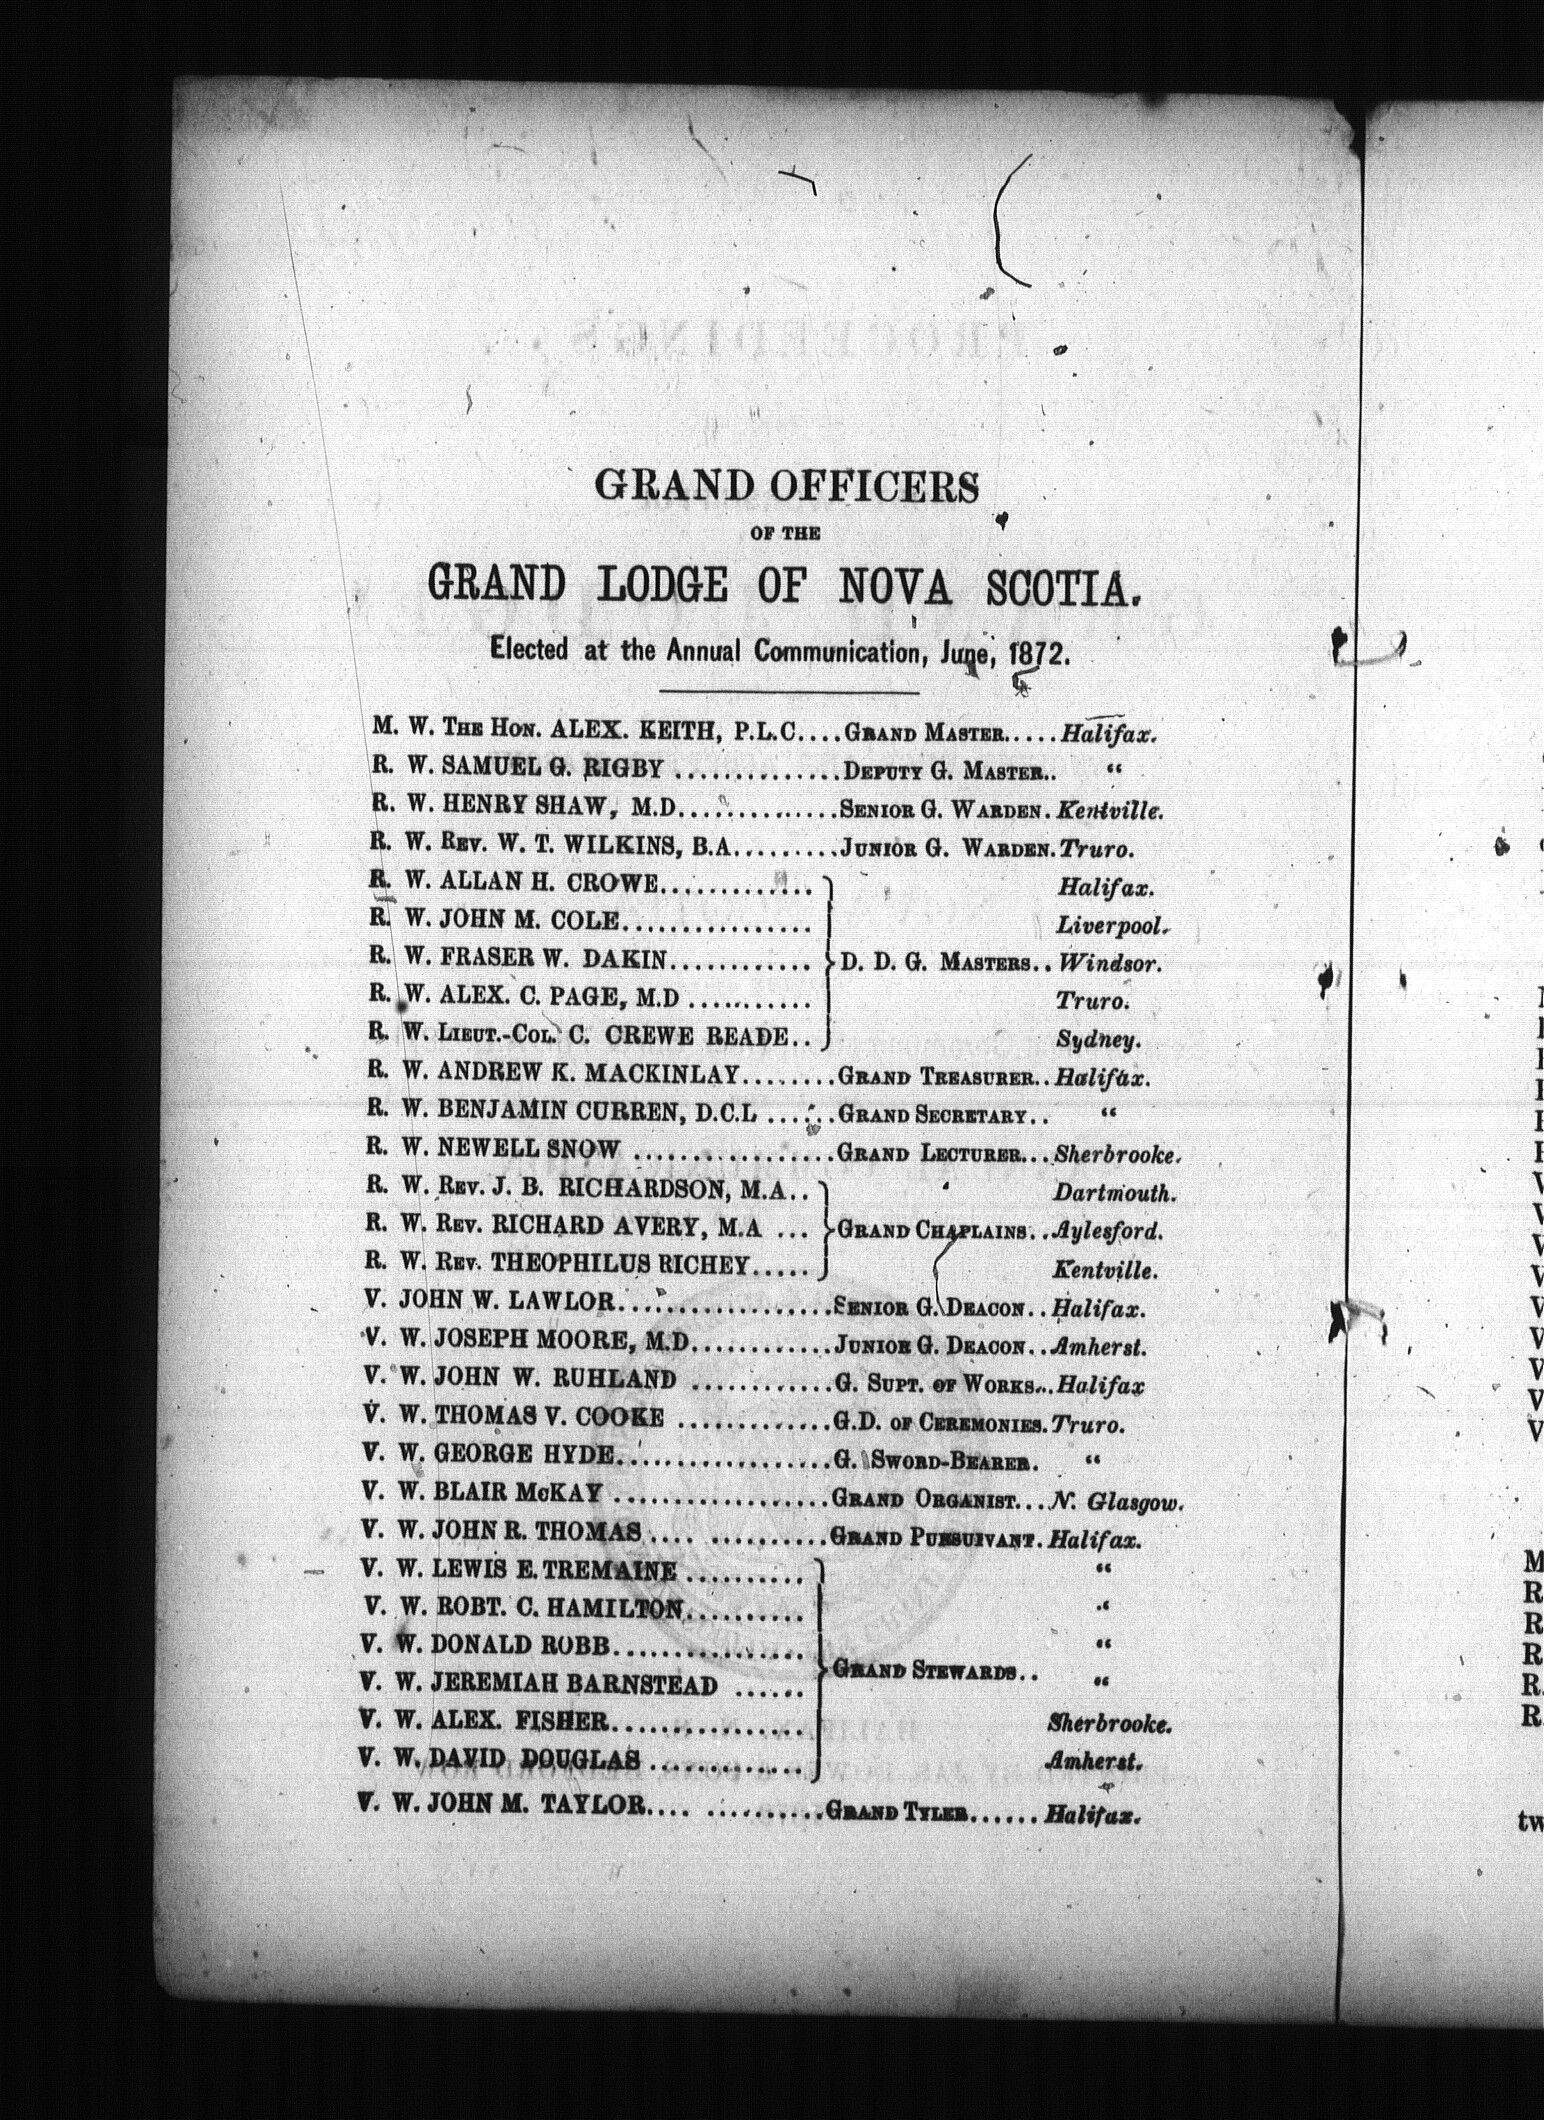 GRAND OFFICERS
OF THE
GRAND LODGE OF NOVA SCOTIA.
Elected at the Annual Communication, June, 1872.
M. W. THE HON. ALEX. KEITH, P.L.C....GRAND MASTER.....Halifax.
R. W. SAMUEL G. RIGBY ..............DEPUTY G. MASTER.. “
R. W. HENRY SHAW, M.D..............SENIOR G. WARDEN. Kentville.
R. W. REV. W. T. WILKINS, B.A.........JUNIOR G. WARDEN. Truro.
R. W. ALLAN H. CROWE............. Halifax.
R. W. JOHN M. COLE................ Liverpool.
R. W. FRASER W. DAKIN............ D. D. G. MASTERS.. Windsor.
R. W. ALEX. C. PAGE, M.D ........... Truro.
R. W. LIEUT.-COL. C. CREWE READE.. Sydney.
R. W. ANDREW K. MACKINLAY........GRAND TREASURER.. Halifax.
R. W. BENJAMIN CURREN, D.C.L ......GRAND SECRETARY.. “
R. W. NEWELL SNOW .................GRAND LECTURER...Sherbrooke.
R. W. REV. J. B. RICHARDSON, M.A.. Dartmouth.
R. W. REV. RICHARD AVERY, M.A ... GRAND CHAPLAINS..Aylesford.
R. W. REV. THEOPHILUS RICHEY..... Kentville.
V. JOHN W. LAWLOR..................SENIOR G. DEACON.. Halifax.
V. W. JOSEPH MOORE, M.D............JUNIOR G. DEACON..Amherst.
V. W. JOHN W. RUHLAND ............G. SUPT. OF WORKS...Halifax
V. W. THOMAS V. COOKE .............G.D. OF CEREMONIES. Truro.
V. W. GEORGE HYDE..................G. SWORD-BEARER. “
V. W. BLAIR McKAY ..................GRAND ORGANIST...N. Glasgow.
V. W. JOHN R. THOMAS.... ..........GRAND PURSUIVANT. Halifax.
V. W. LEWIS E. TREMAINE .......... “
V. W. ROBT. C. HAMILTON.......... “
V. W. DONALD ROBB................ “
GRAND STEWARDS..
V. W. JEREMIAH BARNSTEAD ...... “
V. W. ALEX. FISHER................ Sherbrooke.
V. W. DAVID DOUGLAS ............. Amherst.
V. W. JOHN M. TAYLOR.... ..........GRAND TYLER......Halifax.